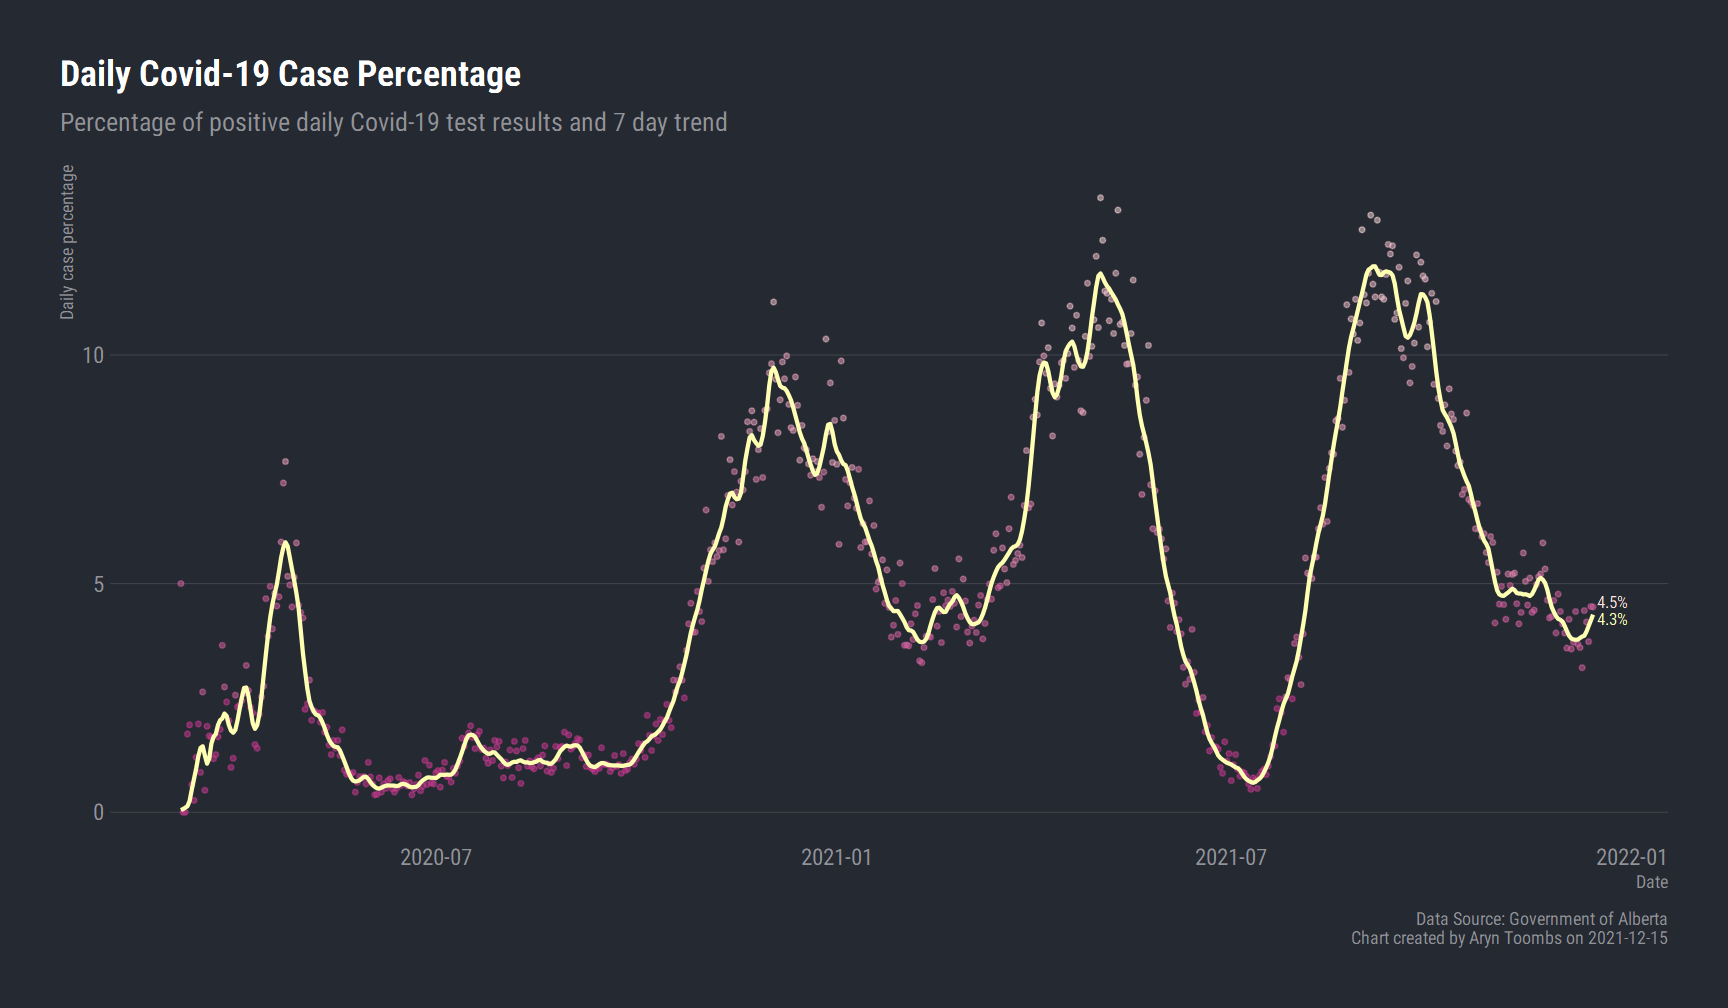 Daily Covid-19 Case Percentage
Percentage of positive daily Covid-19 test results and 7 day trend
Daily case percentage
10
5
0
4.5%
4.3%
2020-07
2021-01
2021-07
2022-01
Date
Data Source: Government of Alberta
Chart created by Aryn Toombs on 2021-12-15